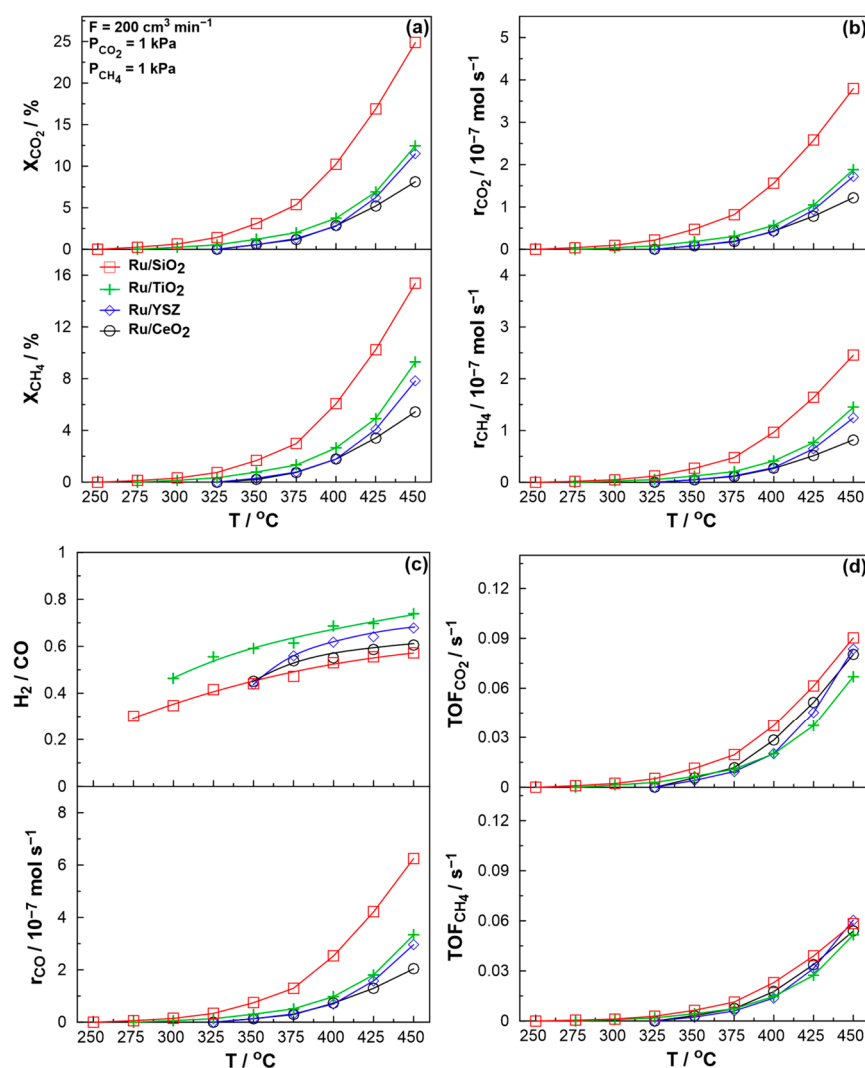 (a)
F = 200 cm³ min⁻¹
P_CO₂ = 1 kPa
P_CH₄ = 1 kPa
X_CO₂ / %
25
20
15
10
5
0
Ru/SiO₂
Ru/TiO₂
Ru/YSZ
Ru/CeO₂
X_CH₄ / %
16
12
8
4
0
250 275 300 325 350 375 400 425 450
T / °C
(b)
r_CO₂ / 10⁻⁷ mol s⁻¹
5
4
3
2
1
0
r_CH₄ / 10⁻⁷ mol s⁻¹
4
3
2
1
0
250 275 300 325 350 375 400 425 450
T / °C
(c)
H₂ / CO
1
0.8
0.6
0.4
0.2
0
r_CO / 10⁻⁷ mol s⁻¹
8
6
4
2
0
250 275 300 325 350 375 400 425 450
T / °C
(d)
TOF_CO₂ / s⁻¹
0.12
0.09
0.06
0.03
0
TOF_CH₄ / s⁻¹
0.12
0.09
0.06
0.03
0
250 275 300 325 350 375 400 425 450
T / °C